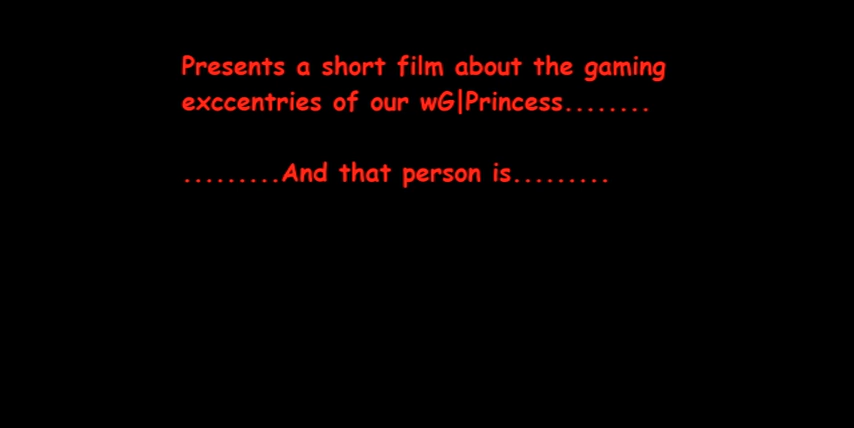 Presents a short film about the gaming
exccentries of our wG|Princess........
.........And that person is.........